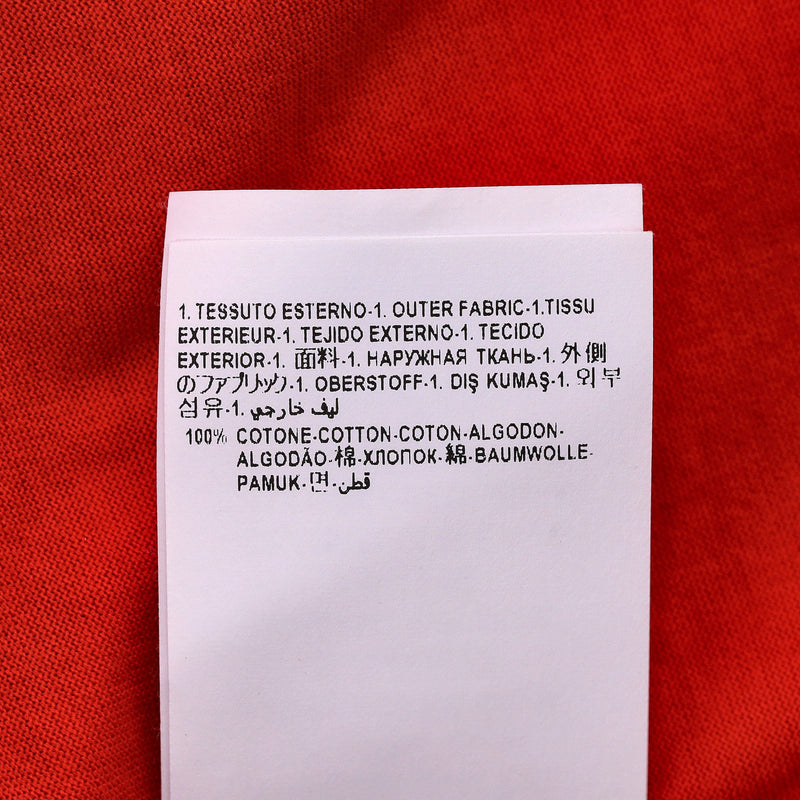 1. TESSUTO ESTERNO-1. OUTER FABRIC-1.TISSU
EXTERIEUR-1. TEJIDO EXTERNO-1. TECIDO
EXTERIOR-1. 面料-1. НАРУЖНАЯ ТКАНЬ-1. 外側
のファブリック-1. OBERSTOFF-1. DIŞ KUMAŞ-1. 외부
섬유-1. ليف خارجي
100% COTONE-COTTON-COTON-ALGODON-
ALGODÃO-棉-ХЛОПОК-綿-BAUMWOLLE-
PAMUK-면-قطن